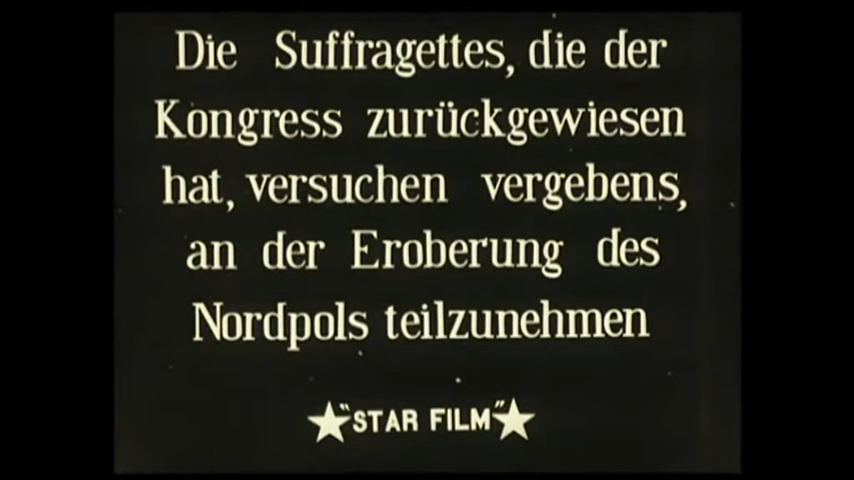 Die Suffragettes, die der
Kongress zurückgewiesen
hat, versuchen vergebens,
an der Eroberung des
Nordpols teilzunehmen
"STAR FILM"